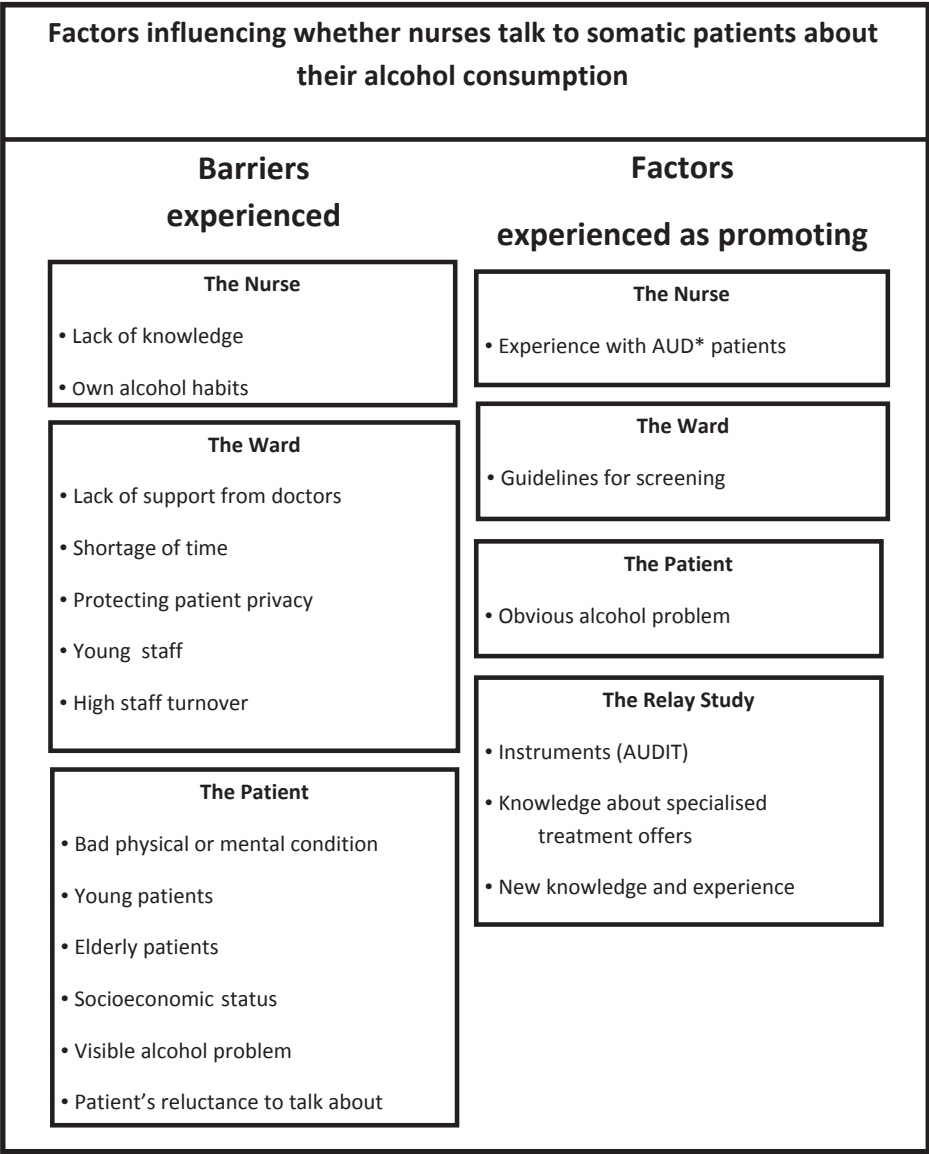 Factors influencing whether nurses talk to somatic patients about
their alcohol consumption
Barriers
experienced
The Nurse
• Lack of knowledge
• Own alcohol habits
The Ward
• Lack of support from doctors
• Shortage of time
• Protecting patient privacy
• Young staff
• High staff turnover
The Patient
• Bad physical or mental condition
• Young patients
• Elderly patients
• Socioeconomic status
• Visible alcohol problem
• Patient’s reluctance to talk about
Factors
experienced as promoting
The Nurse
• Experience with AUD* patients
The Ward
• Guidelines for screening
The Patient
• Obvious alcohol problem
The Relay Study
• Instruments (AUDIT)
• Knowledge about specialised
treatment offers
• New knowledge and experience